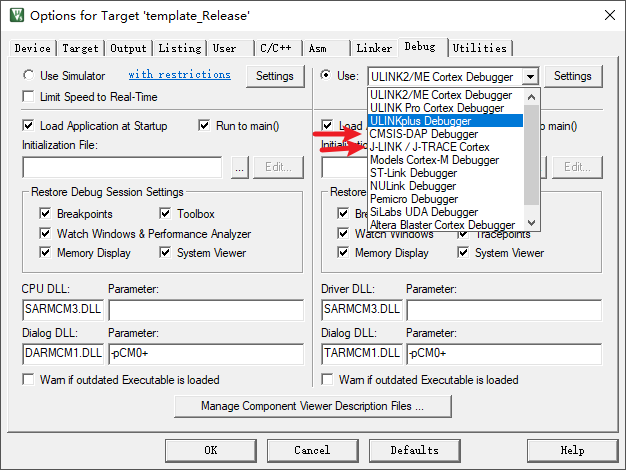 Options for Target 'template_Release'
Device Target Output Listing User C/C++ Asm Linker Debug Utilities
Use Simulator with restrictions Settings
Limit Speed to Real-Time
Use: ULINK2/ME Cortex Debugger Settings
ULINK2/ME Cortex Debugger
ULINK Pro Cortex Debugger
ULINKplus Debugger
CMSIS-DAP Debugger
J-LINK / J-TRACE Cortex
Models Cortex-M Debugger
ST-Link Debugger
NULink Debugger
Pemicro Debugger
SiLabs UDA Debugger
Altera Blaster Cortex Debugger
Load Application at Startup Run to main()
Initialization File:
... Edit...
Load to main()
Edit...
Restore Debug Session Settings
Breakpoints Toolbox
Watch Windows & Performance Analyzer
Memory Display System Viewer
Watch Windows Tracepoints
Memory Display System Viewer
CPU DLL: Parameter:
SARMCM3.DLL
Dialog DLL: Parameter:
DARMCM1.DLL -pCM0+
Warn if outdated Executable is loaded
Driver DLL: Parameter:
SARMCM3.DLL
Dialog DLL: Parameter:
TARMCM1.DLL -pCM0+
Warn if outdated Executable is loaded
Manage Component Viewer Description Files ...
OK Cancel Defaults Help